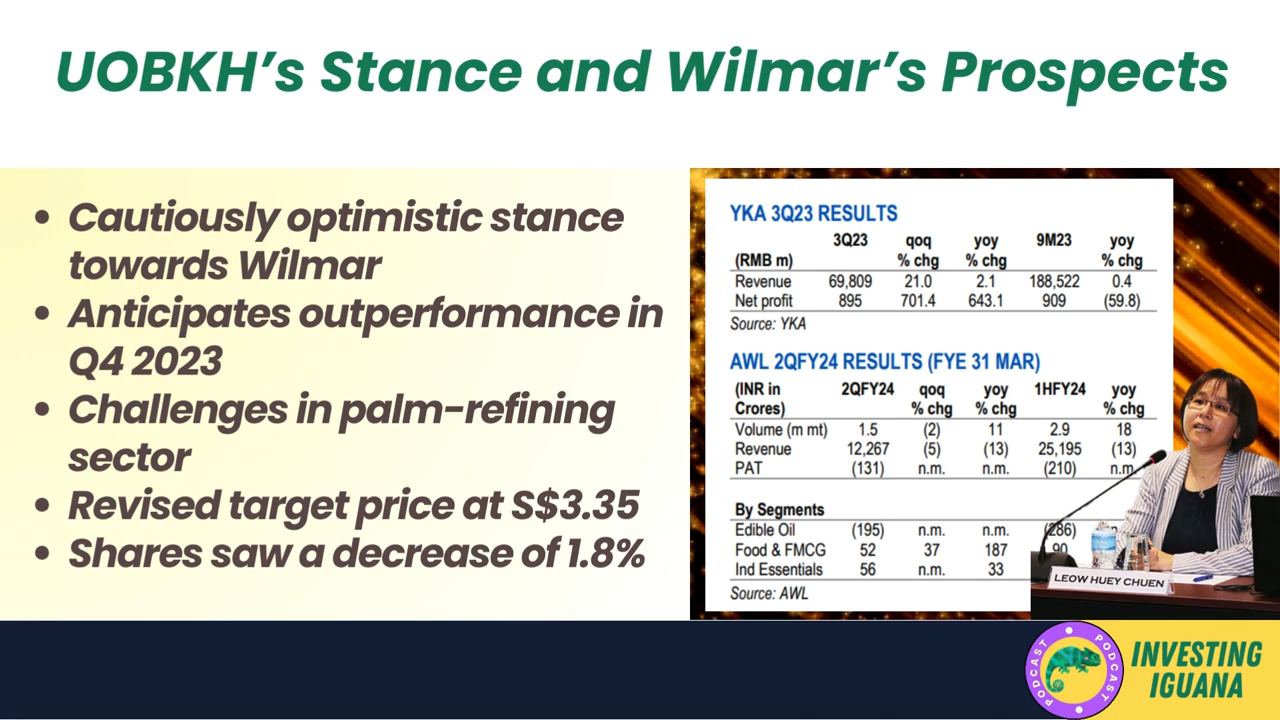 UOBKH's Stance and Wilmar's Prospects
• Cautiously optimistic stance
towards Wilmar
• Anticipates outperformance in
Q4 2023
• Challenges in palm-refining
sector
• Revised target price at S$3.35
• Shares saw a decrease of 1.8%
YKA 3Q23 RESULTS
3Q23 qoq yoy 9M23 yoy
(RMB m) % chg % chg % chg
Revenue 69,809 21.0 2.1 188,522 0.4
Net profit 895 701.4 643.1 909 (59.8)
Source: YKA
AWL 2QFY24 RESULTS (FYE 31 MAR)
(INR in 2QFY24 qoq yoy 1HFY24 yoy
Crores) % chg % chg % chg
Volume (m mt) 1.5 (2) 11 2.9 18
Revenue 12,267 (5) (13) 25,195 (13)
PAT (131) n.m. n.m. (210) n.m.
By Segments
Edible Oil (195) n.m. n.m. (286)
Food & FMCG 52 37 187 90
Ind Essentials 56 n.m. 33
Source: AWL
LEOW HUEY CHUEN
PODCAST
PODCAST
INVESTING
IGUANA